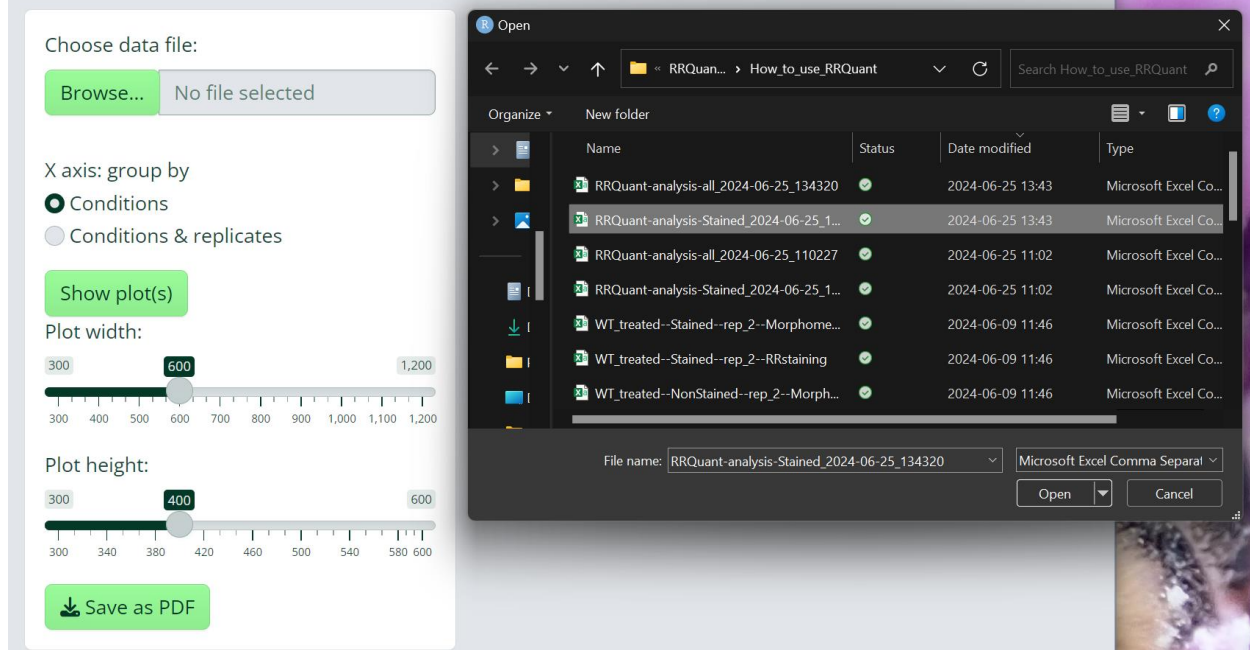 Choose data file:
Browse... No file selected
X axis: group by
Conditions
Conditions & replicates
Show plot(s)
Plot width:
300 600 1,200
300 400 500 600 700 800 900 1,000 1,100 1,200
Plot height:
300 400 600
300 340 380 420 460 500 540 580 600
Save as PDF
R Open
« RRQuan... › How_to_use_RRQuant
Search How_to_use_RRQuant
Organize New folder
Name Status Date modified Type
RRQuant-analysis-all_2024-06-25_134320 2024-06-25 13:43 Microsoft Excel Co...
RRQuant-analysis-Stained_2024-06-25_1... 2024-06-25 13:43 Microsoft Excel Co...
RRQuant-analysis-all_2024-06-25_110227 2024-06-25 11:02 Microsoft Excel Co...
RRQuant-analysis-Stained_2024-06-25_1... 2024-06-25 11:02 Microsoft Excel Co...
WT_treated--Stained--rep_2--Morphome... 2024-06-09 11:46 Microsoft Excel Co...
WT_treated--Stained--rep_2--RRstaining 2024-06-09 11:46 Microsoft Excel Co...
WT_treated--NonStained--rep_2--Morph... 2024-06-09 11:46 Microsoft Excel Co...
File name: RRQuant-analysis-Stained_2024-06-25_134320 Microsoft Excel Comma Separat
Open Cancel